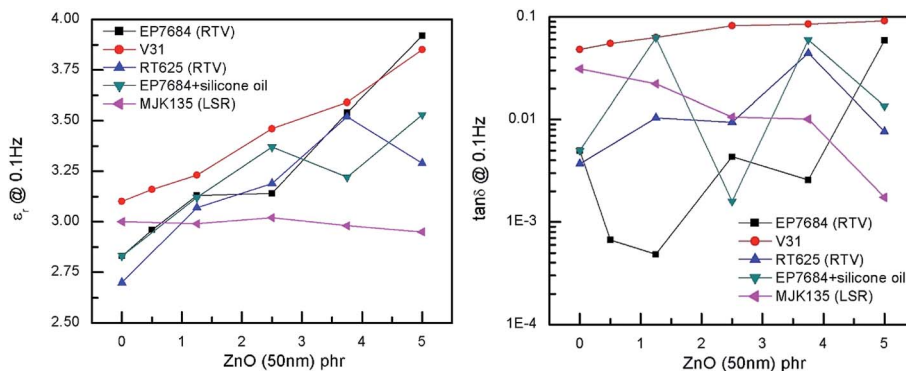 4.00
3.75
3.50
3.25
3.00
2.75
2.50
εr @ 0.1Hz
EP7684 (RTV)
V31
RT625 (RTV)
EP7684+silicone oil
MJK135 (LSR)
0 1 2 3 4 5
ZnO (50nm) phr
0.1
0.01
1E-3
1E-4
tanδ @ 0.1Hz
EP7684 (RTV)
V31
RT625 (RTV)
EP7684+silicone oil
MJK135 (LSR)
0 1 2 3 4 5
ZnO (50nm) phr